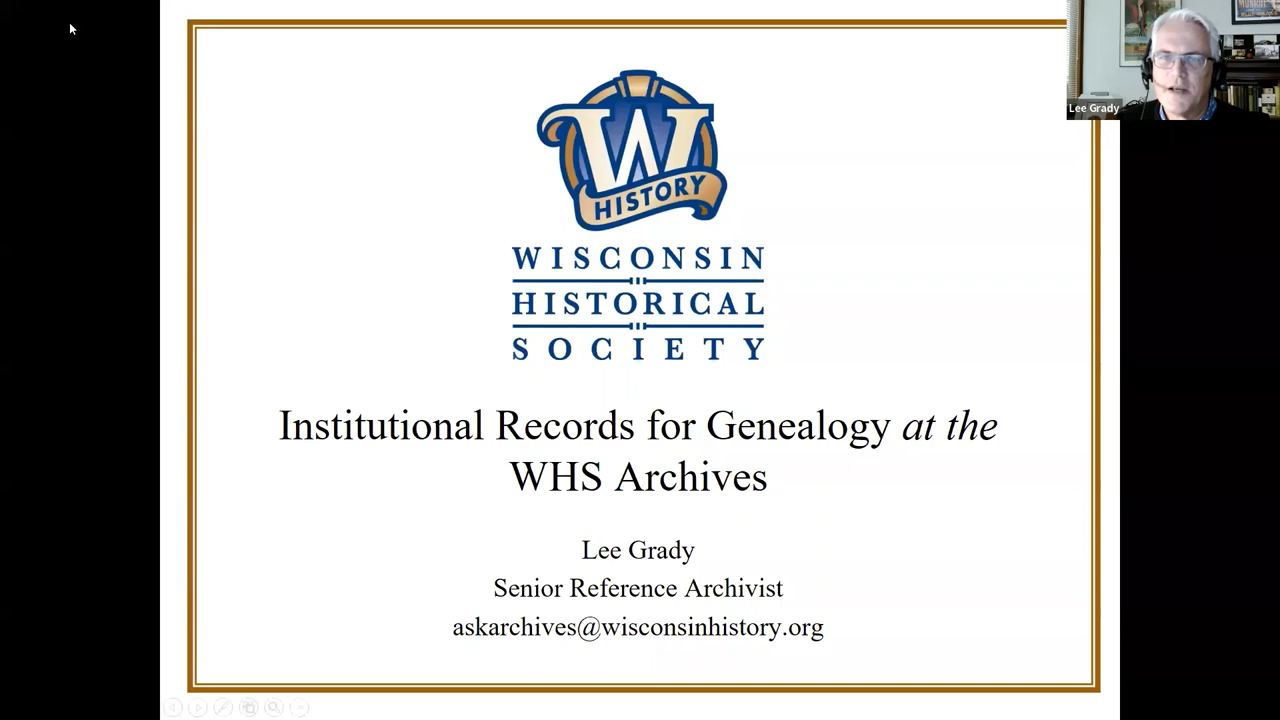 MONROE
Lee Grady
W
HISTORY
WISCONSIN
HISTORICAL
SOCIETY
Institutional Records for Genealogy at the
WHS Archives
Lee Grady
Senior Reference Archivist
askarchives@wisconsinhistory.org